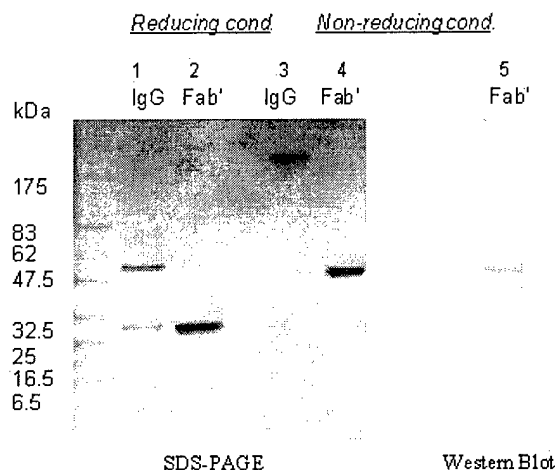 Reducing cond. Non-reducing cond.
1 2 3 4 5
IgG Fab' IgG Fab' Fab'
kDa
175
83
62
47.5
32.5
25
16.5
6.5
SDS-PAGE Western Blot